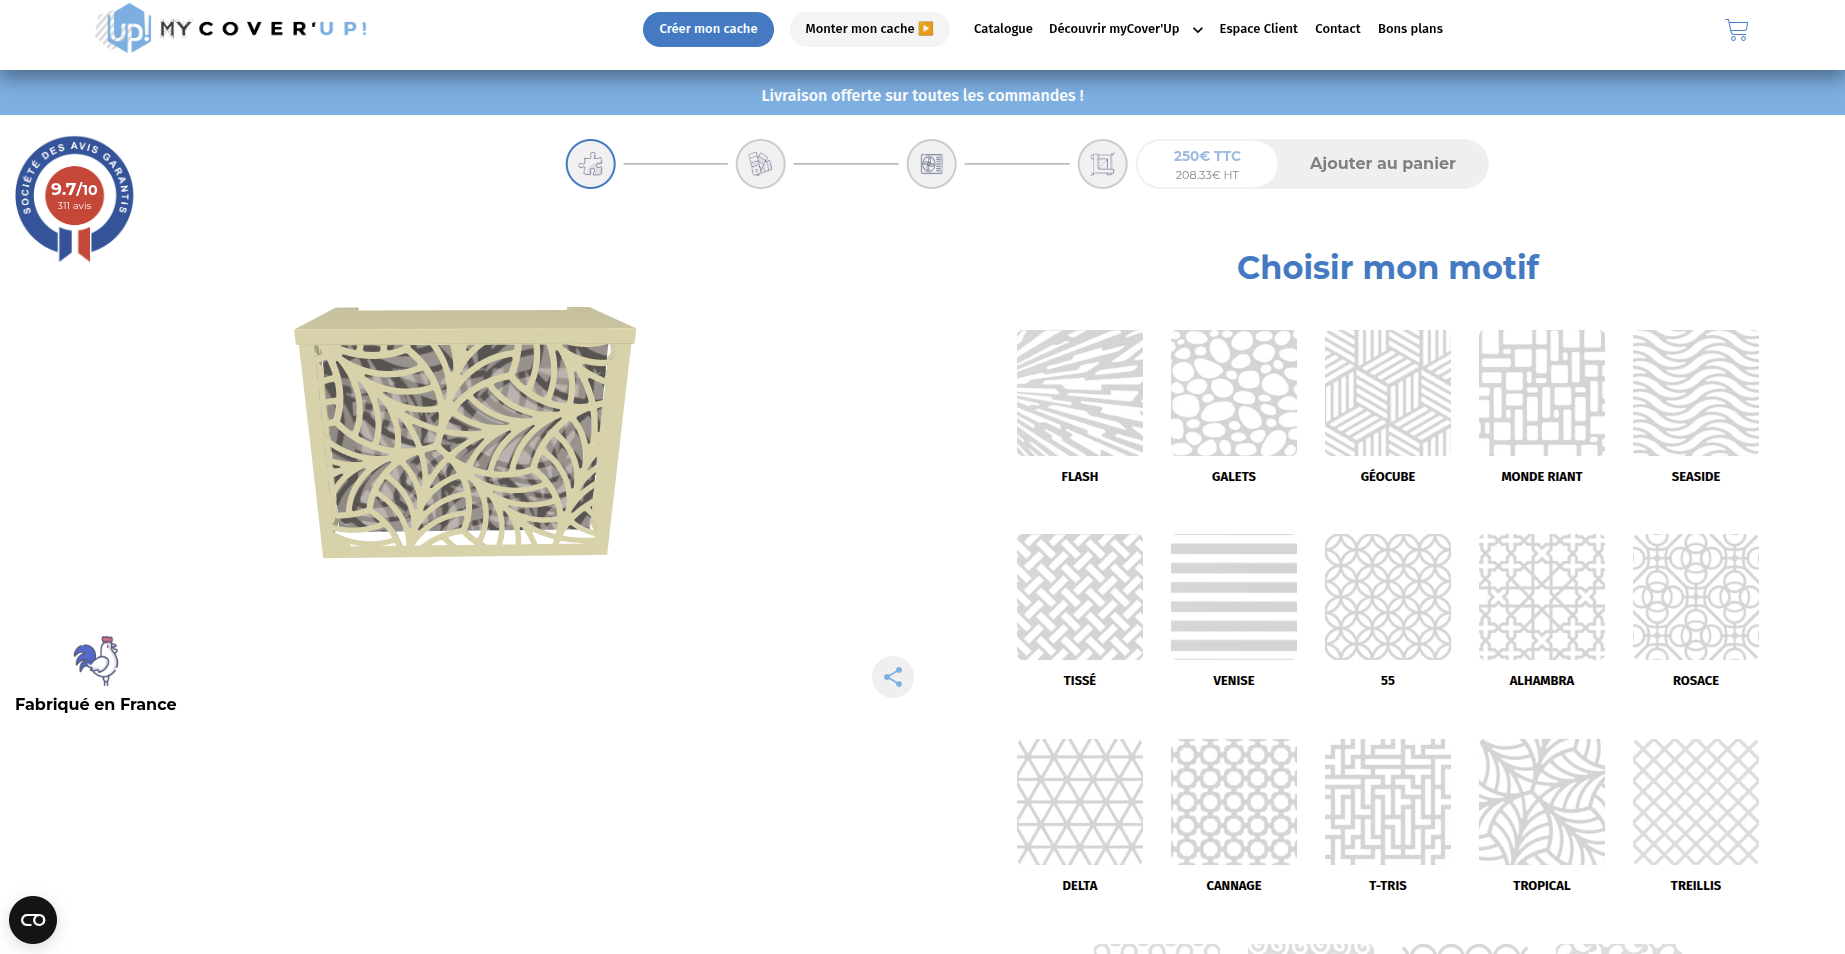 up! MY COVER'UP!
Créer mon cache
Monter mon cache ▶️
Catalogue
Découvrir myCover'Up
Espace Client
Contact
Bons plans
Livraison offerte sur toutes les commandes !
SOCIÉTÉ DES AVIS GARANTIS
9.7/10
311 avis
250€ TTC
208.33€ HT
Ajouter au panier
Choisir mon motif
FLASH
GALETS
GÉOCUBE
MONDE RIANT
SEASIDE
TISSÉ
VENISE
55
ALHAMBRA
ROSACE
Fabriqué en France
DELTA
CANNAGE
T-TRIS
TROPICAL
TREILLIS